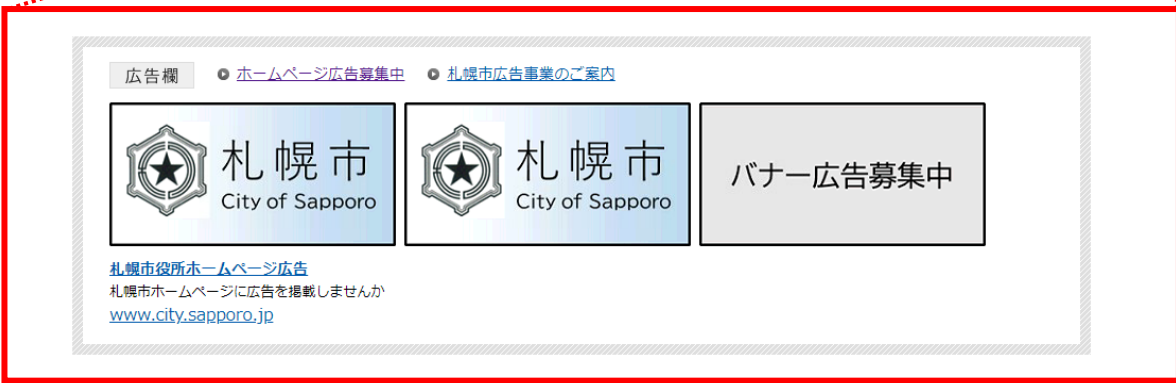 広告欄 ホームページ広告募集中 札幌市広告事業のご案内
札幌市 札幌市 バナー広告募集中
City of Sapporo City of Sapporo
札幌市役所ホームページ広告
札幌市ホームページに広告を掲載しませんか
www.city.sapporo.jp